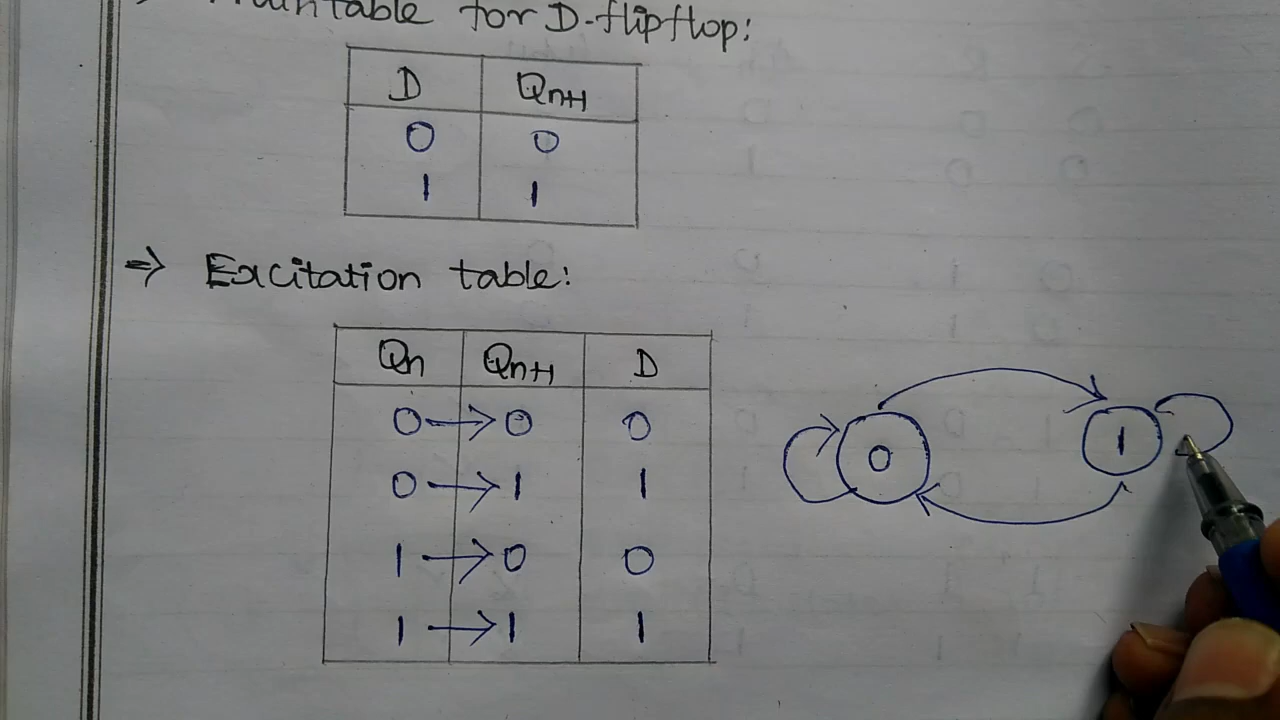 table for D-flipflop:
D Qn+1
0 0
1 1
⇒ Excitation table:
Qn Qn+1 D
0→0 0
0→1 1
1→0 0
1→1 1
0 1